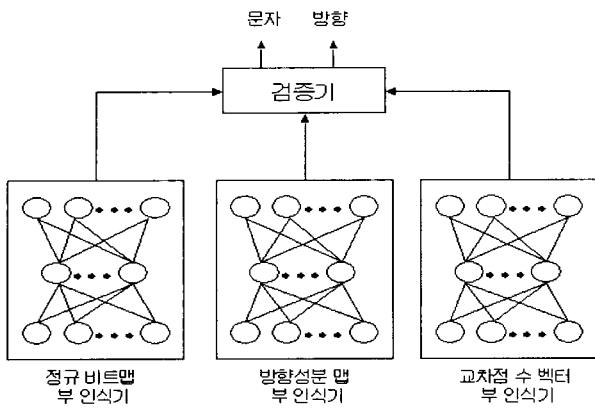 문자 방향
검증기
정규 비트맵
부 인식기
방향성분 맵
부 인식기
교차점 수 벡터
부 인식기